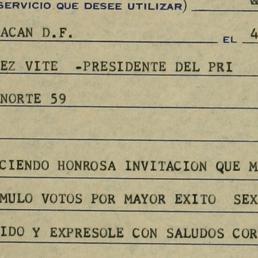 SERVICIO QUE DESEE UTILIZAR)
ACAN D.F. EL 4
EZ VITE -PRESIDENTE DEL PRI
NORTE 59
CIENDO HONROSA INVITACION QUE M
MULO VOTOS POR MAYOR EXITO SEX
IDO Y EXPRESOLE CON SALUDOS COR